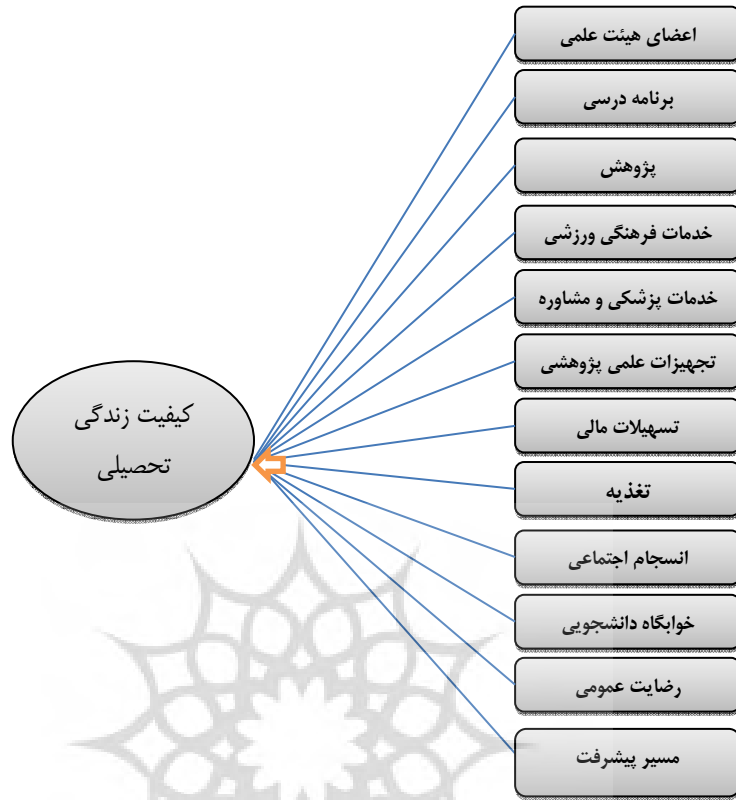 اعضای هیئت علمی
برنامه درسی
پژوهش
خدمات فرهنگی ورزشی
خدمات پزشکی و مشاوره
تجهیزات علمی پژوهشی
تسهیلات مالی
تغذیه
انسجام اجتماعی
خوابگاه دانشجویی
رضایت عمومی
مسیر پیشرفت
کیفیت زندگی
تحصیلی